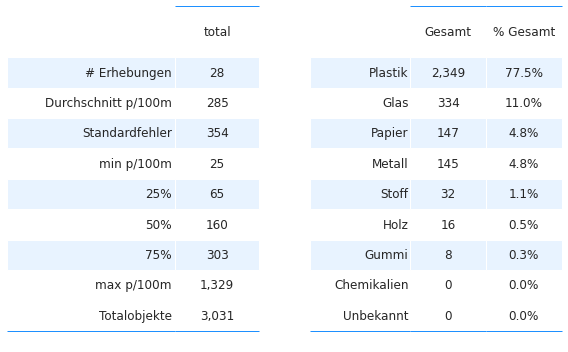 total
# Erhebungen 28
Durchschnitt p/100m 285
Standardfehler 354
min p/100m 25
25% 65
50% 160
75% 303
max p/100m 1,329
Totalobjekte 3,031
Gesamt % Gesamt
Plastik 2,349 77.5%
Glas 334 11.0%
Papier 147 4.8%
Metall 145 4.8%
Stoff 32 1.1%
Holz 16 0.5%
Gummi 8 0.3%
Chemikalien 0 0.0%
Unbekannt 0 0.0%